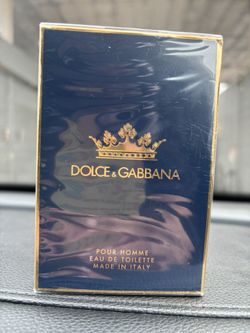 DOLCE & GABBANA
POUR HOMME
EAU DE TOILETTE
MADE IN ITALY